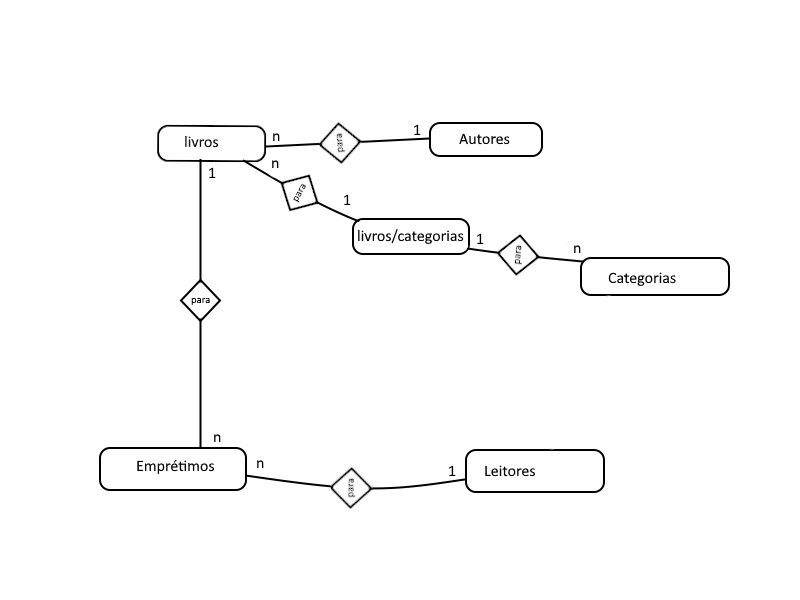 livros
n
para
1
Autores
1
n
para
1
livros/categorias
1
para
n
Categorias
para
n
Emprétimos
n
para
1
Leitores